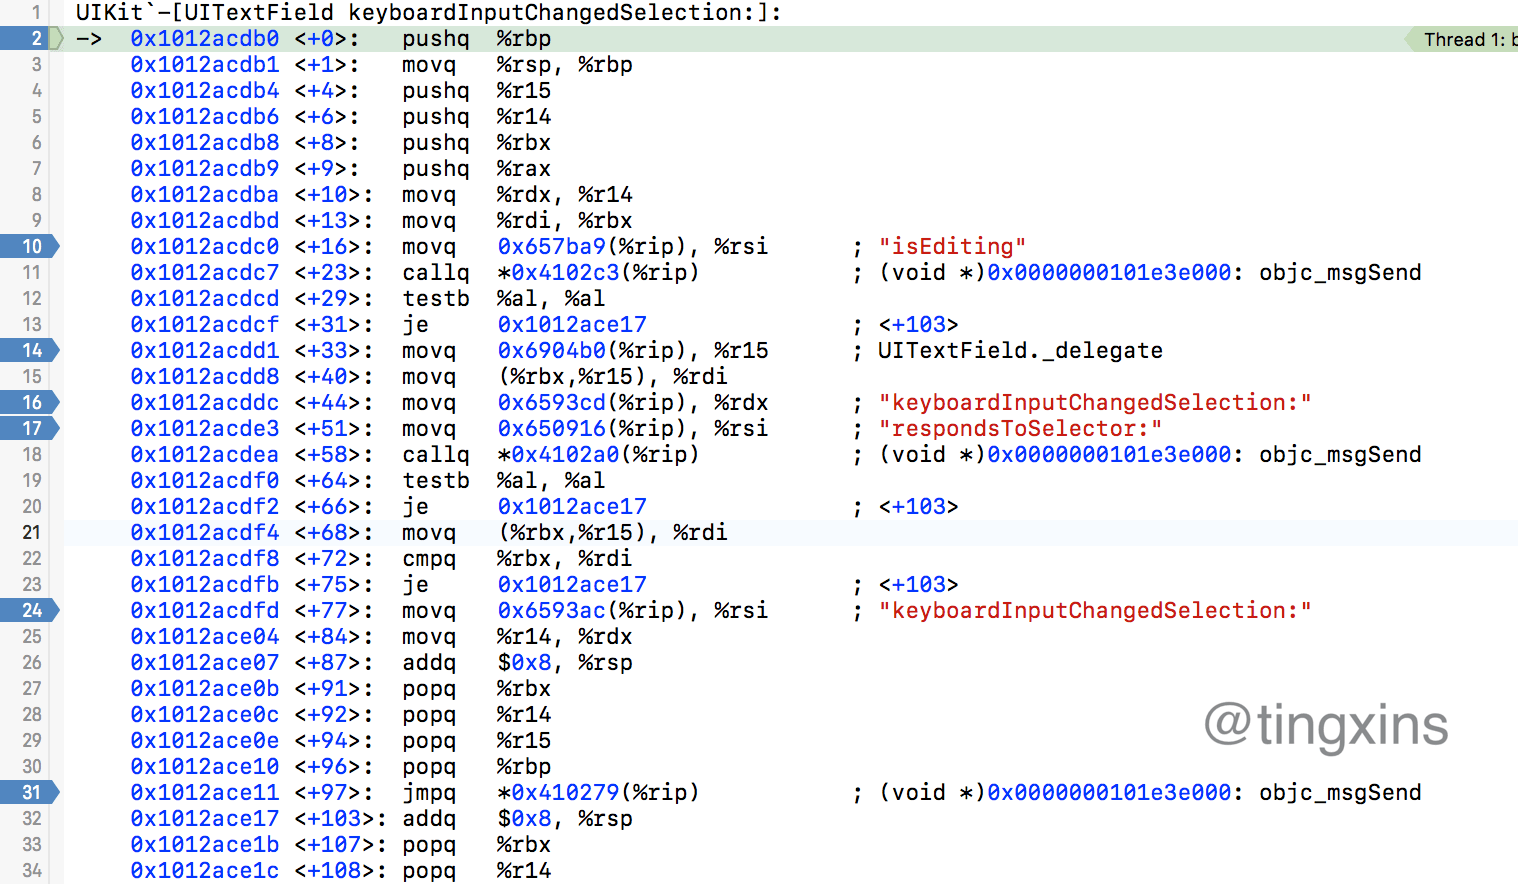 1 UIKit`-[UITextField keyboardInputChangedSelection:]:
2 -> 0x1012acdb0 <+0>: pushq %rbp Thread 1: b
3 0x1012acdb1 <+1>: movq %rsp, %rbp
4 0x1012acdb4 <+4>: pushq %r15
5 0x1012acdb6 <+6>: pushq %r14
6 0x1012acdb8 <+8>: pushq %rbx
7 0x1012acdb9 <+9>: pushq %rax
8 0x1012acdba <+10>: movq %rdx, %r14
9 0x1012acdbd <+13>: movq %rdi, %rbx
10 0x1012acdc0 <+16>: movq 0x657ba9(%rip), %rsi ; "isEditing"
11 0x1012acdc7 <+23>: callq *0x4102c3(%rip) ; (void *)0x0000000101e3e000: objc_msgSend
12 0x1012acdcd <+29>: testb %al, %al
13 0x1012acdcf <+31>: je 0x1012ace17 ; <+103>
14 0x1012acdd1 <+33>: movq 0x6904b0(%rip), %r15 ; UITextField._delegate
15 0x1012acdd8 <+40>: movq (%rbx,%r15), %rdi
16 0x1012acddc <+44>: movq 0x6593cd(%rip), %rdx ; "keyboardInputChangedSelection:"
17 0x1012acde3 <+51>: movq 0x650916(%rip), %rsi ; "respondsToSelector:"
18 0x1012acdea <+58>: callq *0x4102a0(%rip) ; (void *)0x0000000101e3e000: objc_msgSend
19 0x1012acdf0 <+64>: testb %al, %al
20 0x1012acdf2 <+66>: je 0x1012ace17 ; <+103>
21 0x1012acdf4 <+68>: movq (%rbx,%r15), %rdi
22 0x1012acdf8 <+72>: cmpq %rbx, %rdi
23 0x1012acdfb <+75>: je 0x1012ace17 ; <+103>
24 0x1012acdfd <+77>: movq 0x6593ac(%rip), %rsi ; "keyboardInputChangedSelection:"
25 0x1012ace04 <+84>: movq %r14, %rdx
26 0x1012ace07 <+87>: addq $0x8, %rsp
27 0x1012ace0b <+91>: popq %rbx
28 0x1012ace0c <+92>: popq %r14
29 0x1012ace0e <+94>: popq %r15
30 0x1012ace10 <+96>: popq %rbp
31 0x1012ace11 <+97>: jmpq *0x410279(%rip) ; (void *)0x0000000101e3e000: objc_msgSend
32 0x1012ace17 <+103>: addq $0x8, %rsp
33 0x1012ace1b <+107>: popq %rbx
34 0x1012ace1c <+108>: popq %r14
@tingxins